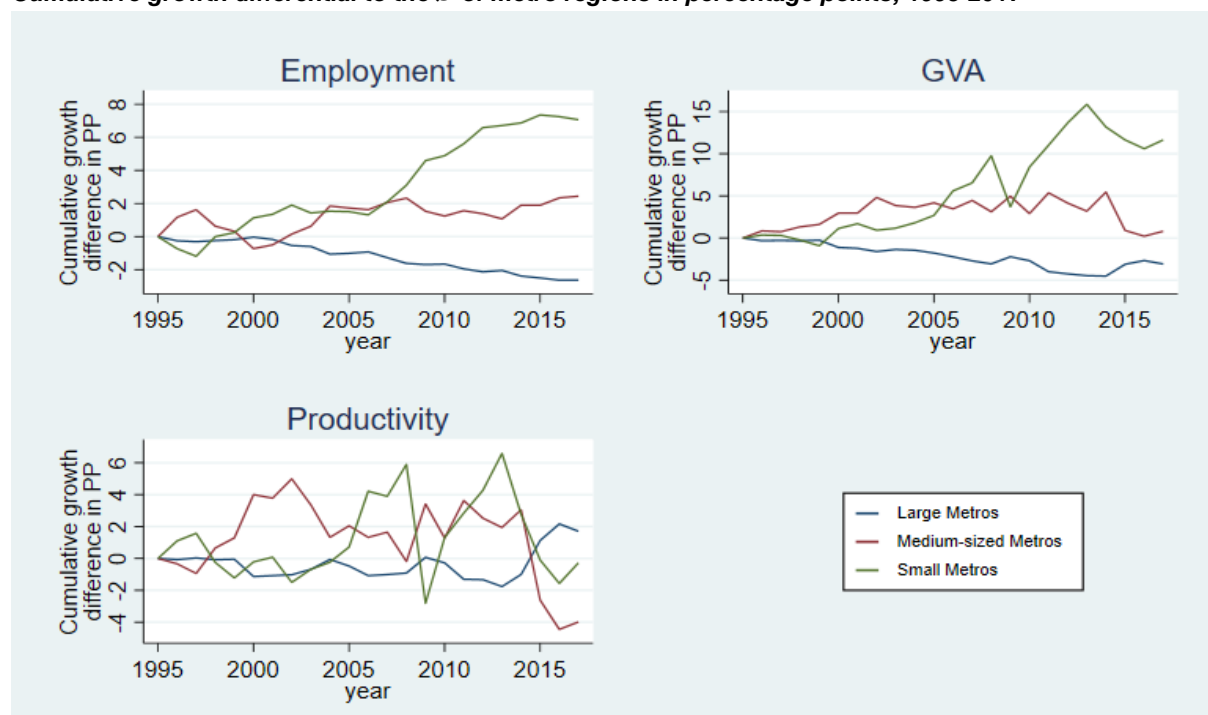 Employment
Cumulative growth
difference in PP
-2 0 2 4 6 8
1995 2000 2005 2010 2015
year
GVA
Cumulative growth
difference in PP
-5 0 5 10 15
1995 2000 2005 2010 2015
year
Productivity
Cumulative growth
difference in PP
-4 -2 0 2 4 6
1995 2000 2005 2010 2015
year
Large Metros
Medium-sized Metros
Small Metros